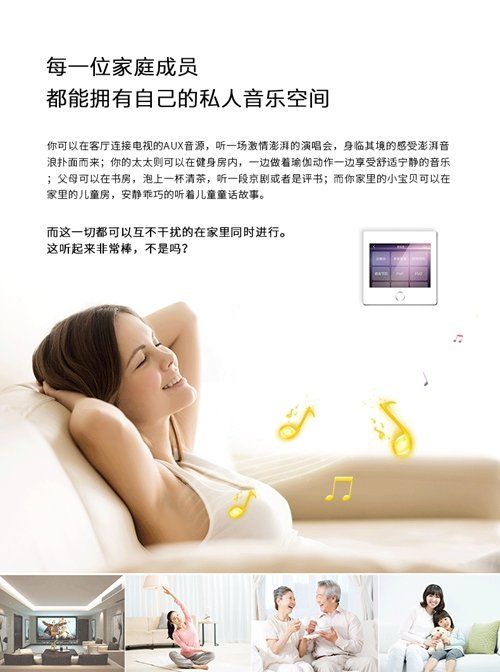 每一位家庭成员
都能拥有自己的私人音乐空间
你可以在客厅连接电视的AUX音源，听一场激情澎湃的演唱会，身临其境的感受澎湃音
浪扑面而来；你的太太则可以在健身房内，一边做着瑜伽动作一边享受舒适宁静的音乐
；父母可以在书房，泡上一杯清茶，听一段京剧或者是评书；而你家里的小宝贝可以在
家里的儿童房，安静乖巧的听着儿童童话故事。
而这一切都可以互不干扰的在家里同时进行。
这听起来非常棒，不是吗？